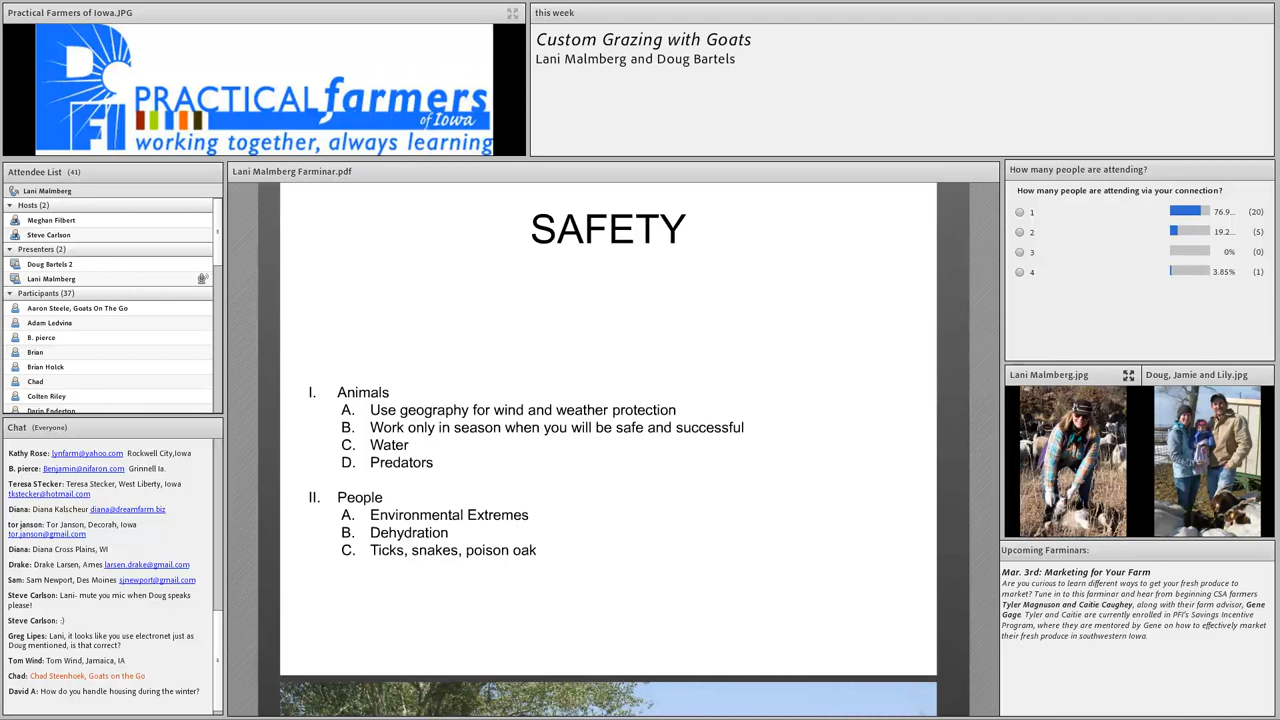 Practical Farmers of Iowa.JPG
PFI
PRACTICAL farmers
of Iowa
working together, always learning
this week
Custom Grazing with Goats
Lani Malmberg and Doug Bartels
Attendee List (41)
Lani Malmberg
Hosts (2)
Meghan Filbert
Steve Carlson
Presenters (2)
Doug Bartels 2
Lani Malmberg
Participants (37)
Aaron Steele, Goats On The Go
Adam Ledvina
B. pierce
Brian
Brian Holck
Chad
Colten Riley
Darin Enderton
Chat (Everyone)
Kathy Rose: lynfarm@yahoo.com Rockwell City,Iowa
B. pierce: Benjamin@nifaron.com Grinnell Ia.
Teresa STecker: Teresa Stecker, West Liberty, Iowa
tkstecker@hotmail.com
Diana: Diana Kalscheur diana@dreamfarm.biz
tor janson: Tor Janson, Decorah, Iowa
tor.janson@gmail.com
Diana: Diana Cross Plains, WI
Drake: Drake Larsen, Ames larsen.drake@gmail.com
Sam: Sam Newport, Des Moines sjnewport@gmail.com
Steve Carlson: Lani- mute you mic when Doug speaks
please!
Steve Carlson: :)
Greg Lipes: Lani, it looks like you use electronet just as
Doug mentioned, is that correct?
Tom Wind: Tom Wind, Jamaica, IA
Chad: Chad Steenhoek, Goats on the Go
David A: How do you handle housing during the winter?
Lani Malmberg Farminar.pdf
SAFETY
I. Animals
A. Use geography for wind and weather protection
B. Work only in season when you will be safe and successful
C. Water
D. Predators
II. People
A. Environmental Extremes
B. Dehydration
C. Ticks, snakes, poison oak
How many people are attending?
How many people are attending via your connection?
1 76.9... (20)
2 19.2... (5)
3 0% (0)
4 3.85% (1)
Lani Malmberg.jpg
Doug, Jamie and Lily.jpg
Upcoming Farminars:
Mar. 3rd: Marketing for Your Farm
Are you curious to learn different ways to get your fresh produce to
market? Tune in to this farminar and hear from beginning CSA farmers
Tyler Magnuson and Caitie Caughey, along with their farm advisor, Gene
Gage. Tyler and Caitie are currently enrolled in PFI's Savings Incentive
Program, where they are mentored by Gene on how to effectively market
their fresh produce in southwestern Iowa.